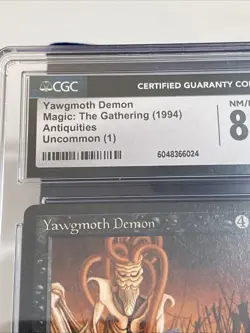 CGC
CERTIFIED GUARANTY CO
Yawgmoth Demon
Magic: The Gathering (1994)
Antiquities
Uncommon (1)
NM/
8
6048366024
Yawgmoth Demon
4